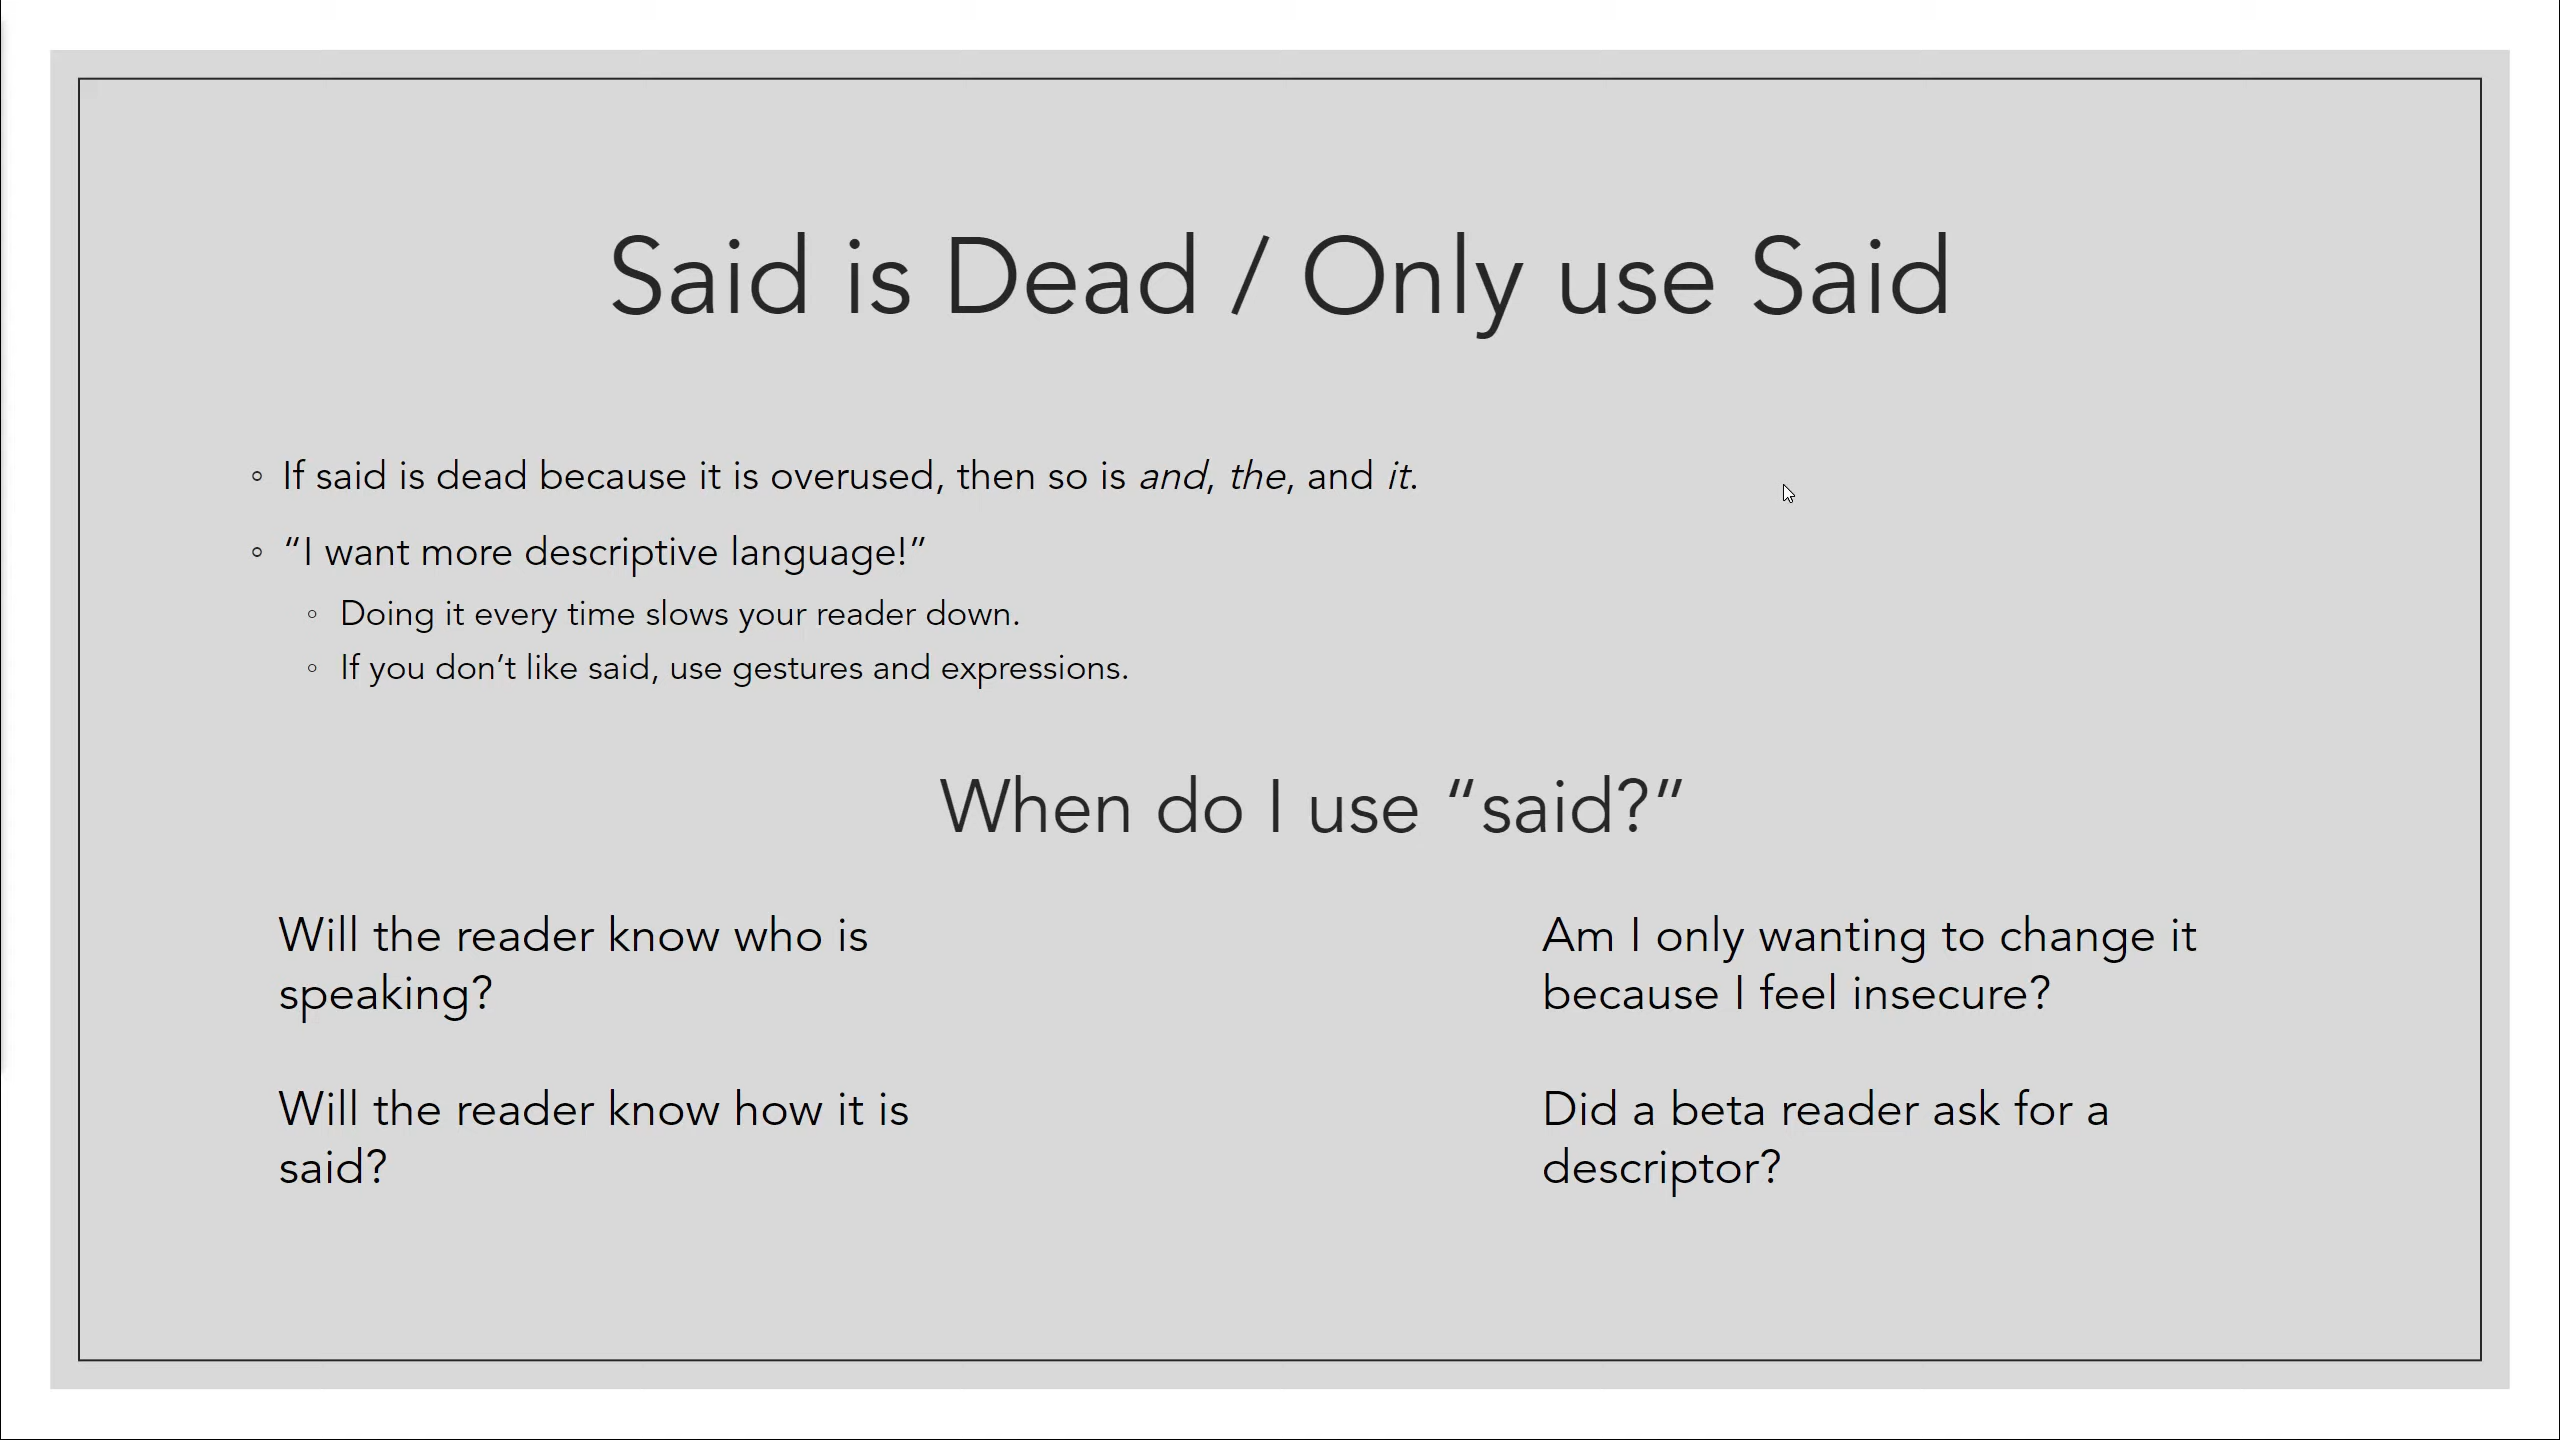 Said is Dead / Only use Said
◦ If said is dead because it is overused, then so is and, the, and it.
◦ “I want more descriptive language!”
◦ Doing it every time slows your reader down.
◦ If you don’t like said, use gestures and expressions.
When do I use “said?”
Will the reader know who is
speaking?
Will the reader know how it is
said?
Am I only wanting to change it
because I feel insecure?
Did a beta reader ask for a
descriptor?